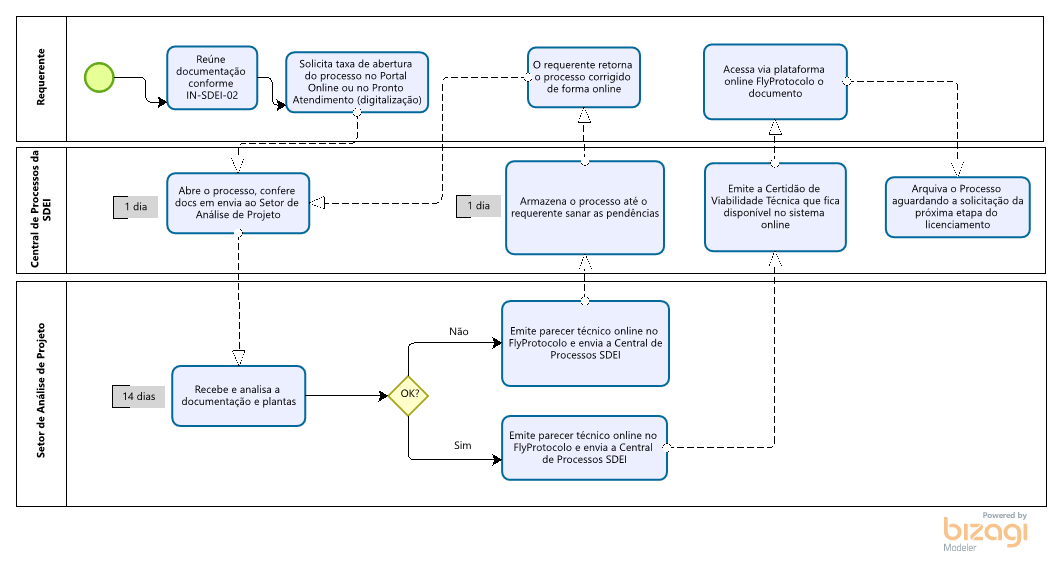 Requerente
Reúne
documentação
conforme
IN-SDEI-02
Solicita taxa de abertura
do processo no Portal
Online ou no Pronto
Atendimento (digitalização)
O requerente retorna
o processo corrigido
de forma online
Acessa via plataforma
online FlyProtocolo o
documento
Central de Processos da
SDEI
1 dia
Abre o processo, confere
docs em envia ao Setor de
Análise de Projeto
1 dia
Armazena o processo até o
requerente sanar as pendências
Emite a Certidão de
Viabilidade Técnica que fica
disponível no sistema
online
Arquiva o Processo
aguardando a solicitação da
próxima etapa do
licenciamento
Setor de Análise de Projeto
14 dias
Recebe e analisa a
documentação e plantas
OK?
Não
Emite parecer técnico online no
FlyProtocolo e envia a Central de
Processos SDEI
Sim
Emite parecer técnico online no
FlyProtocolo e envia a Central
de Processos SDEI
Powered by
bizagi
Modeler